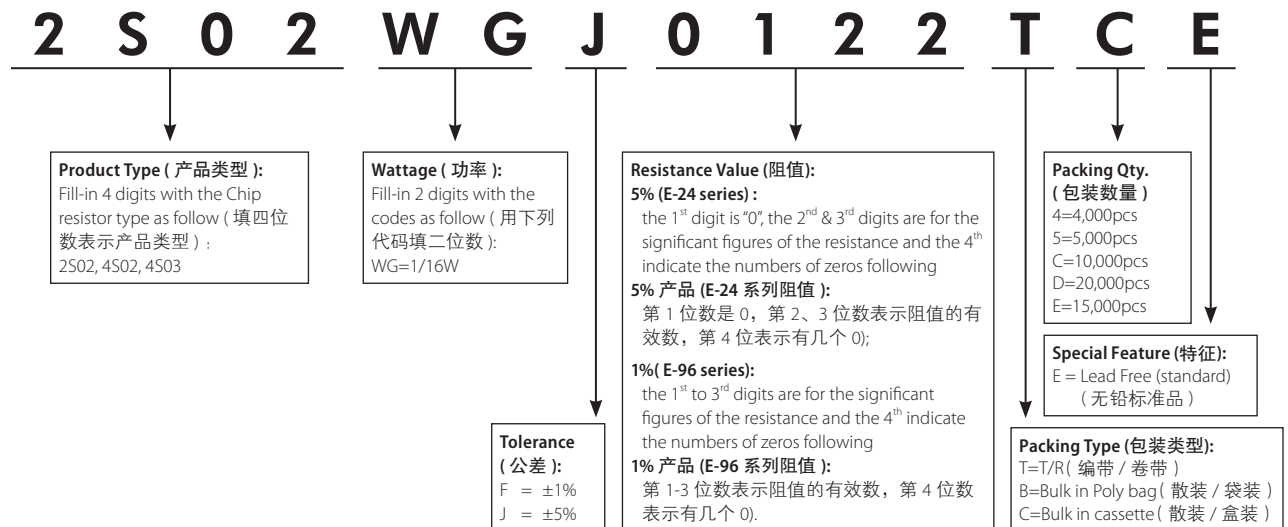 2 S 0 2 W G J 0 1 2 2 T C E
Product Type ( 产品类型 ):
Fill-in 4 digits with the Chip
resistor type as follow ( 填四位
数表示产品类型 ) :
2S02, 4S02, 4S03
Wattage ( 功率 ):
Fill-in 2 digits with the
codes as follow ( 用下列
代码填二位数 ):
WG=1/16W
Tolerance
( 公差 ):
F = ±1%
J = ±5%
Resistance Value (阻值):
5% (E-24 series) :
the 1st digit is “0”, the 2nd & 3rd digits are for the
significant figures of the resistance and the 4th
indicate the numbers of zeros following
5% 产品 (E-24 系列阻值 ):
第 1 位数是 0，第 2、3 位数表示阻值的有
效数，第 4 位表示有几个 0);
1%( E-96 series):
the 1st to 3rd digits are for the significant
figures of the resistance and the 4th indicate
the numbers of zeros following
1% 产品 (E-96 系列阻值 ):
第 1-3 位数表示阻值的有效数，第 4 位数
表示有几个 0).
Packing Qty.
( 包装数量 )
4=4,000pcs
5=5,000pcs
C=10,000pcs
D=20,000pcs
E=15,000pcs
Special Feature (特征):
E = Lead Free (standard)
( 无铅标准品 )
Packing Type (包装类型):
T=T/R( 编带 / 卷带 )
B=Bulk in Poly bag( 散装 / 袋装 )
C=Bulk in cassette( 散装 / 盒装 )